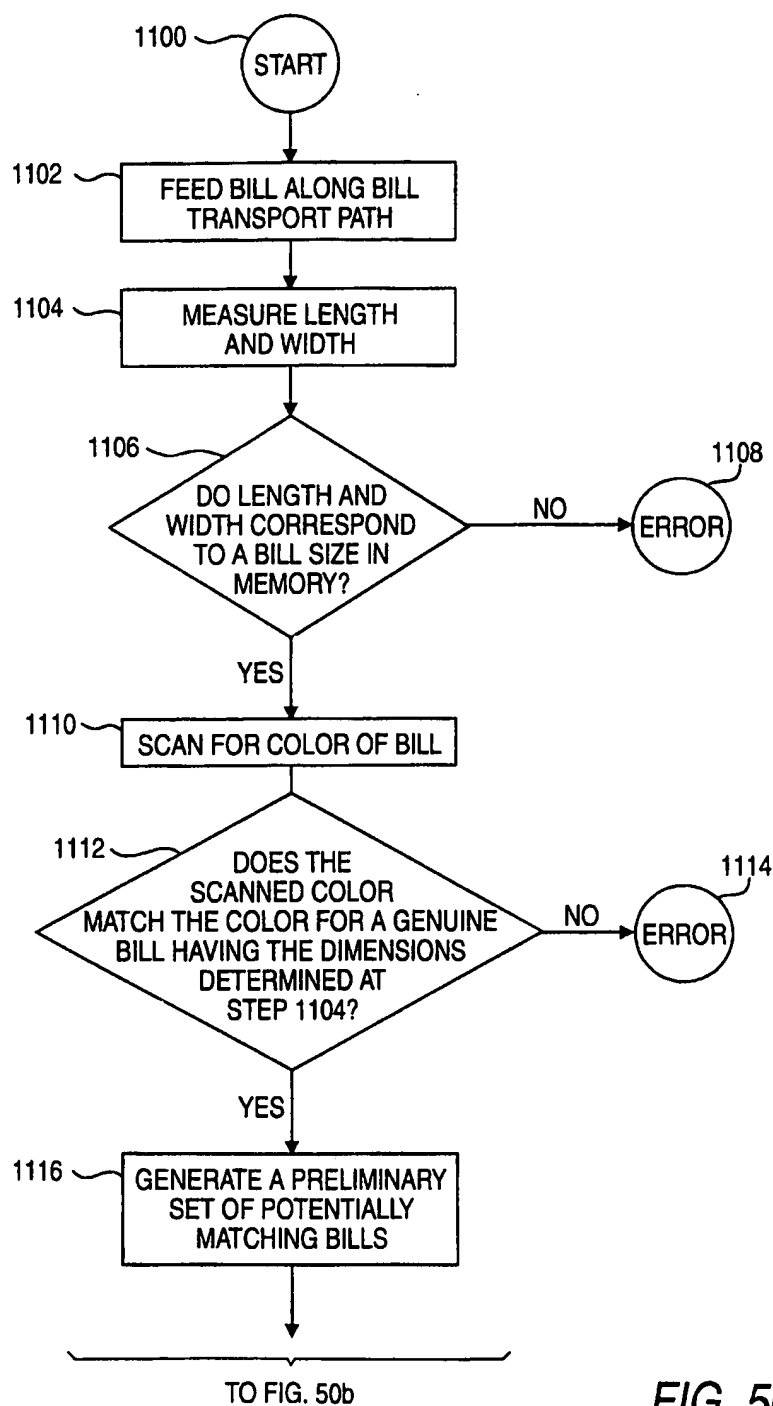 1100
START
1102
FEED BILL ALONG BILL
TRANSPORT PATH
1104
MEASURE LENGTH
AND WIDTH
1106
DO LENGTH AND
WIDTH CORRESPOND
TO A BILL SIZE IN
MEMORY?
NO
1108
ERROR
YES
1110
SCAN FOR COLOR OF BILL
1112
DOES THE
SCANNED COLOR
MATCH THE COLOR FOR A GENUINE
BILL HAVING THE DIMENSIONS
DETERMINED AT
STEP 1104?
NO
1114
ERROR
YES
1116
GENERATE A PRELIMINARY
SET OF POTENTIALLY
MATCHING BILLS
TO FIG. 50b
FIG.